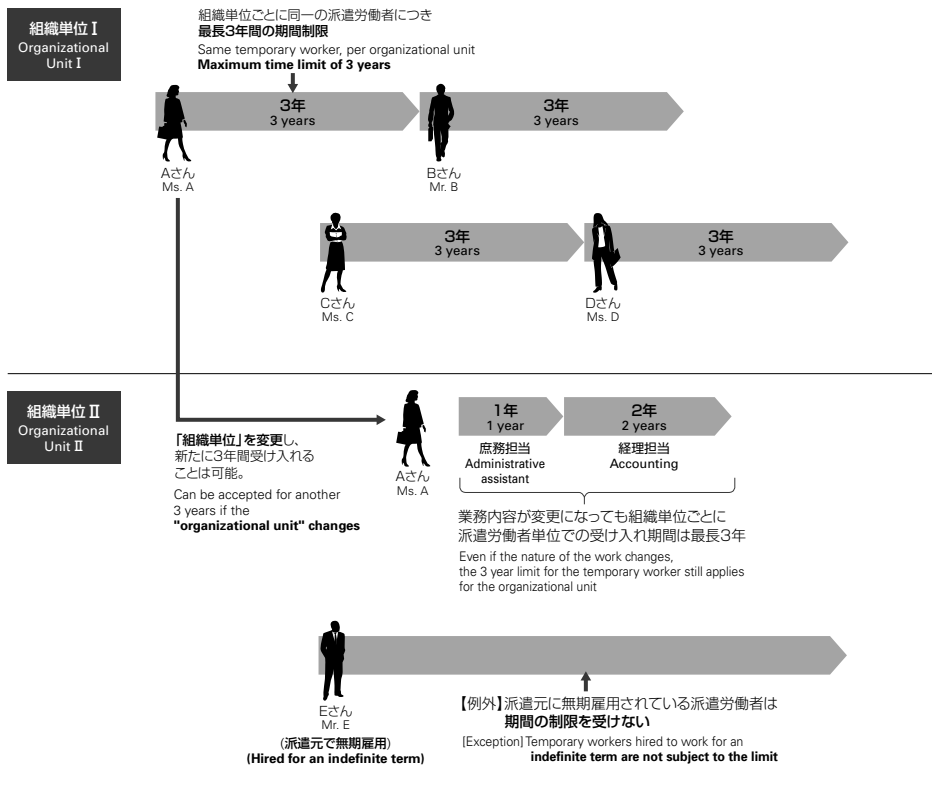 組織単位 I
Organizational
Unit I
組織単位ごとに同一の派遣労働者につき
最長3年間の期間制限
Same temporary worker, per organizational unit
Maximum time limit of 3 years
3年
3 years
3年
3 years
Aさん
Ms. A
Bさん
Mr. B
3年
3 years
3年
3 years
Cさん
Ms. C
Dさん
Ms. D
組織単位 II
Organizational
Unit II
「組織単位」を変更し、
新たに3年間受け入れる
ことは可能。
Can be accepted for another
3 years if the
"organizational unit" changes
Aさん
Ms. A
1年
1 year
2年
2 years
庶務担当
Administrative
assistant
経理担当
Accounting
業務内容が変更になっても組織単位ごとに
派遣労働者単位での受け入れ期間は最長3年
Even if the nature of the work changes,
the 3 year limit for the temporary worker still applies
for the organizational unit
Eさん
Mr. E
(派遣元で無期雇用)
(Hired for an indefinite term)
【例外】派遣元に無期雇用されている派遣労働者は
期間の制限を受けない
[Exception] Temporary workers hired to work for an
indefinite term are not subject to the limit